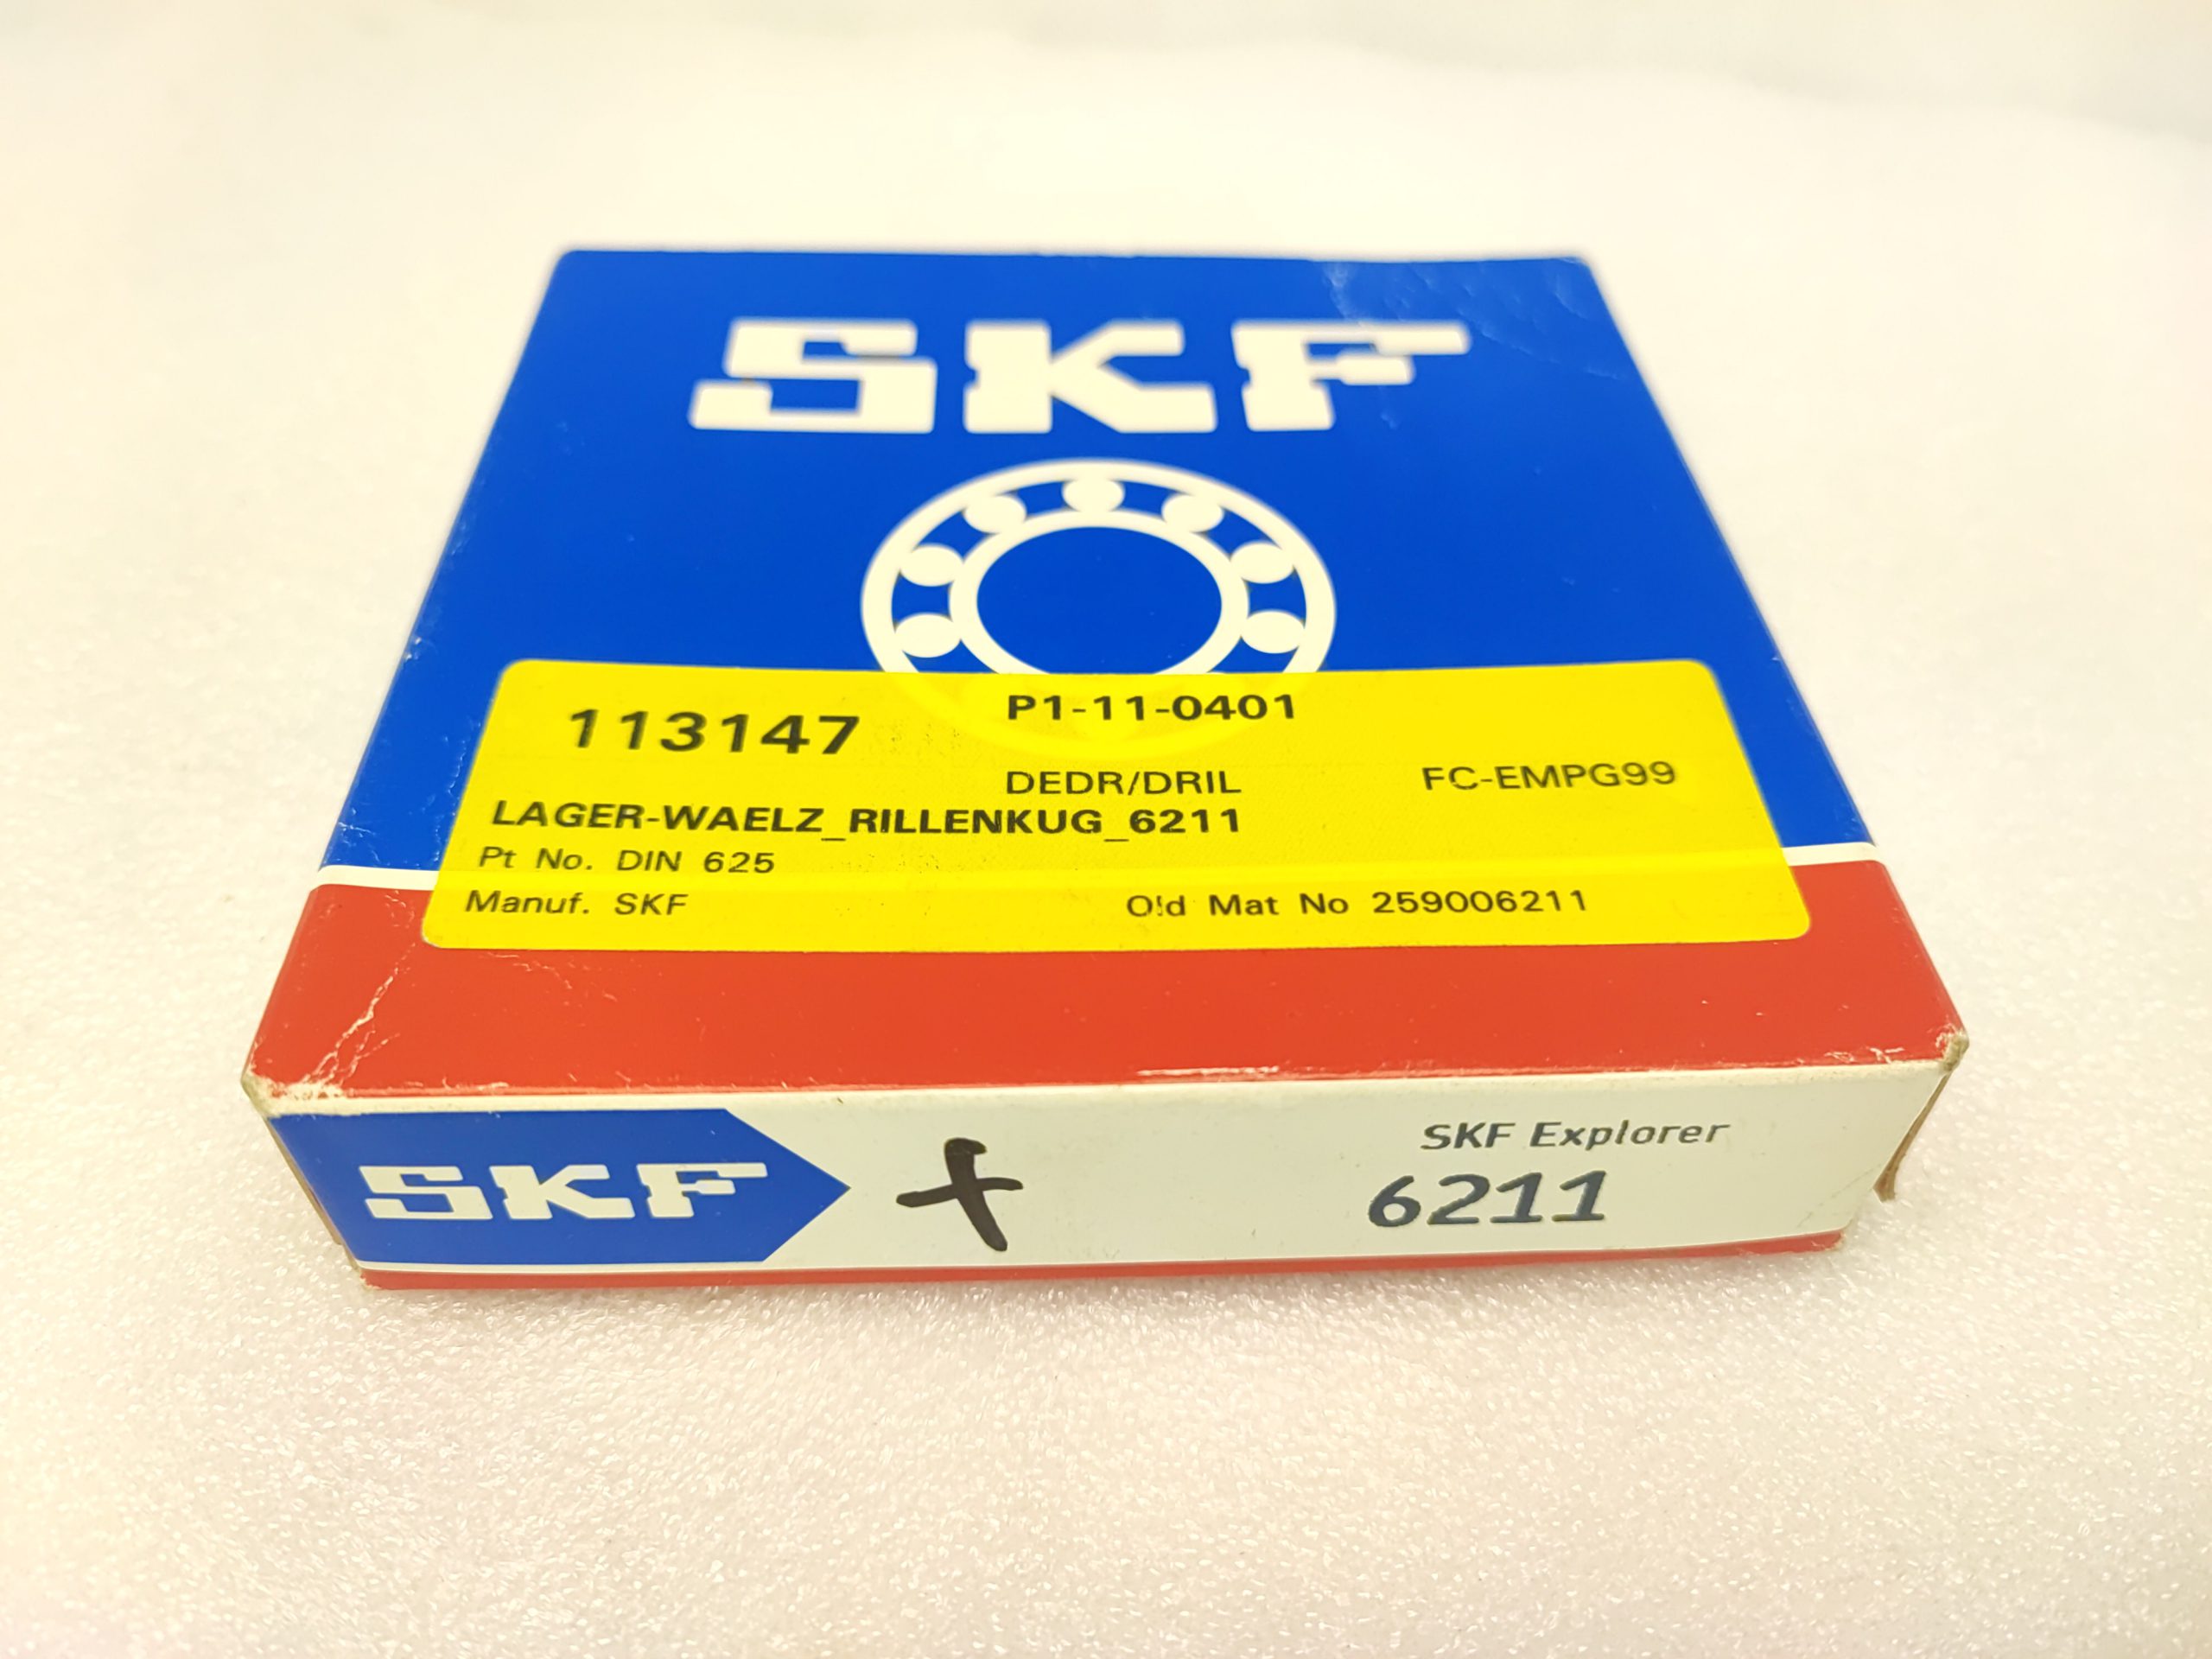 SKF
113147
P1-11-0401
DEDR/DRIL
FC-EMPG99
LAGER-WAELZ_RILLENKUG_6211
Pt No. DIN 625
Manuf. SKF
Old Mat No 259006211
SKF
SKF Explorer
6211